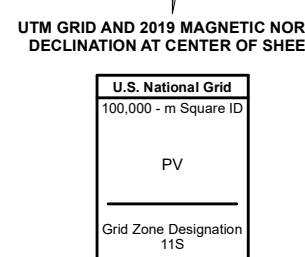 UTM GRID AND 2019 MAGNETIC NOR
DECLINATION AT CENTER OF SHEE
U.S. National Grid
100,000 - m Square ID
PV
Grid Zone Designation
11S